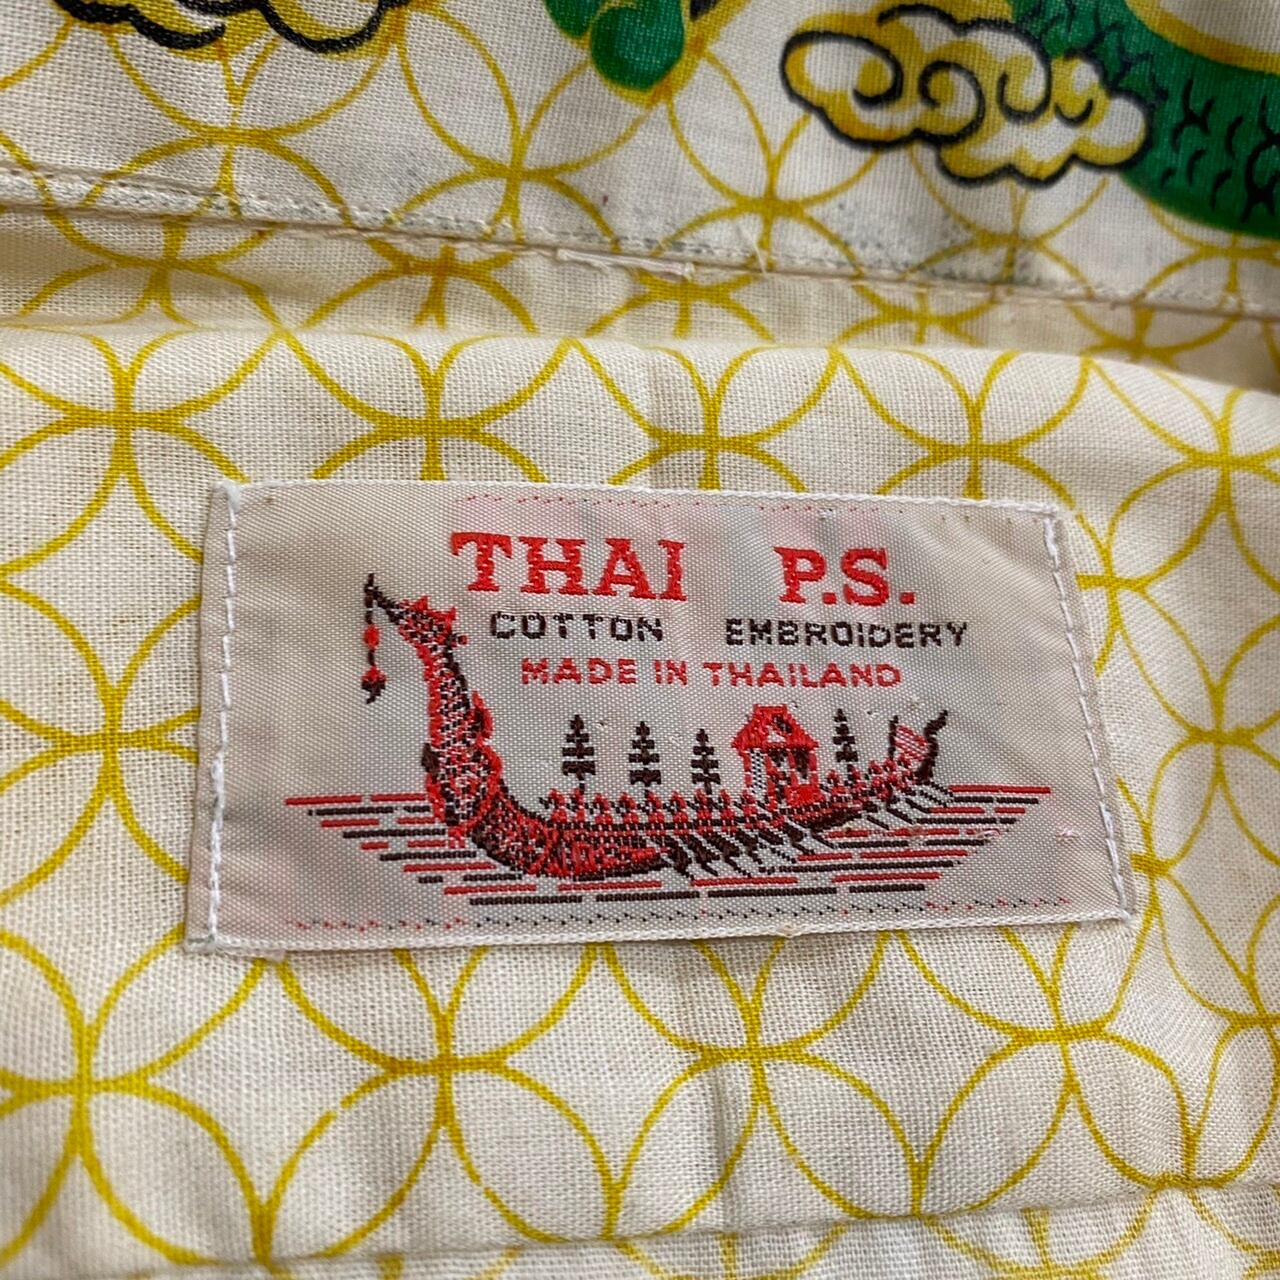 THAI P.S.
COTTON EMBROIDERY
MADE IN THAILAND